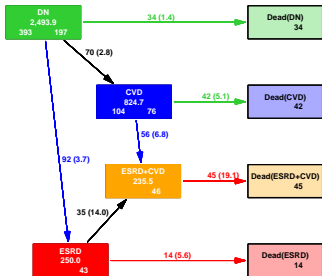 DN
2,493.9
393 197
34 (1.4)
Dead(DN)
34
70 (2.8)
CVD
824.7
104 76
42 (5.1)
Dead(CVD)
42
56 (6.8)
92 (3.7)
ESRD+CVD
235.5
46
45 (19.1)
Dead(ESRD+CVD)
45
35 (14.0)
ESRD
250.0
43
14 (5.6)
Dead(ESRD)
14